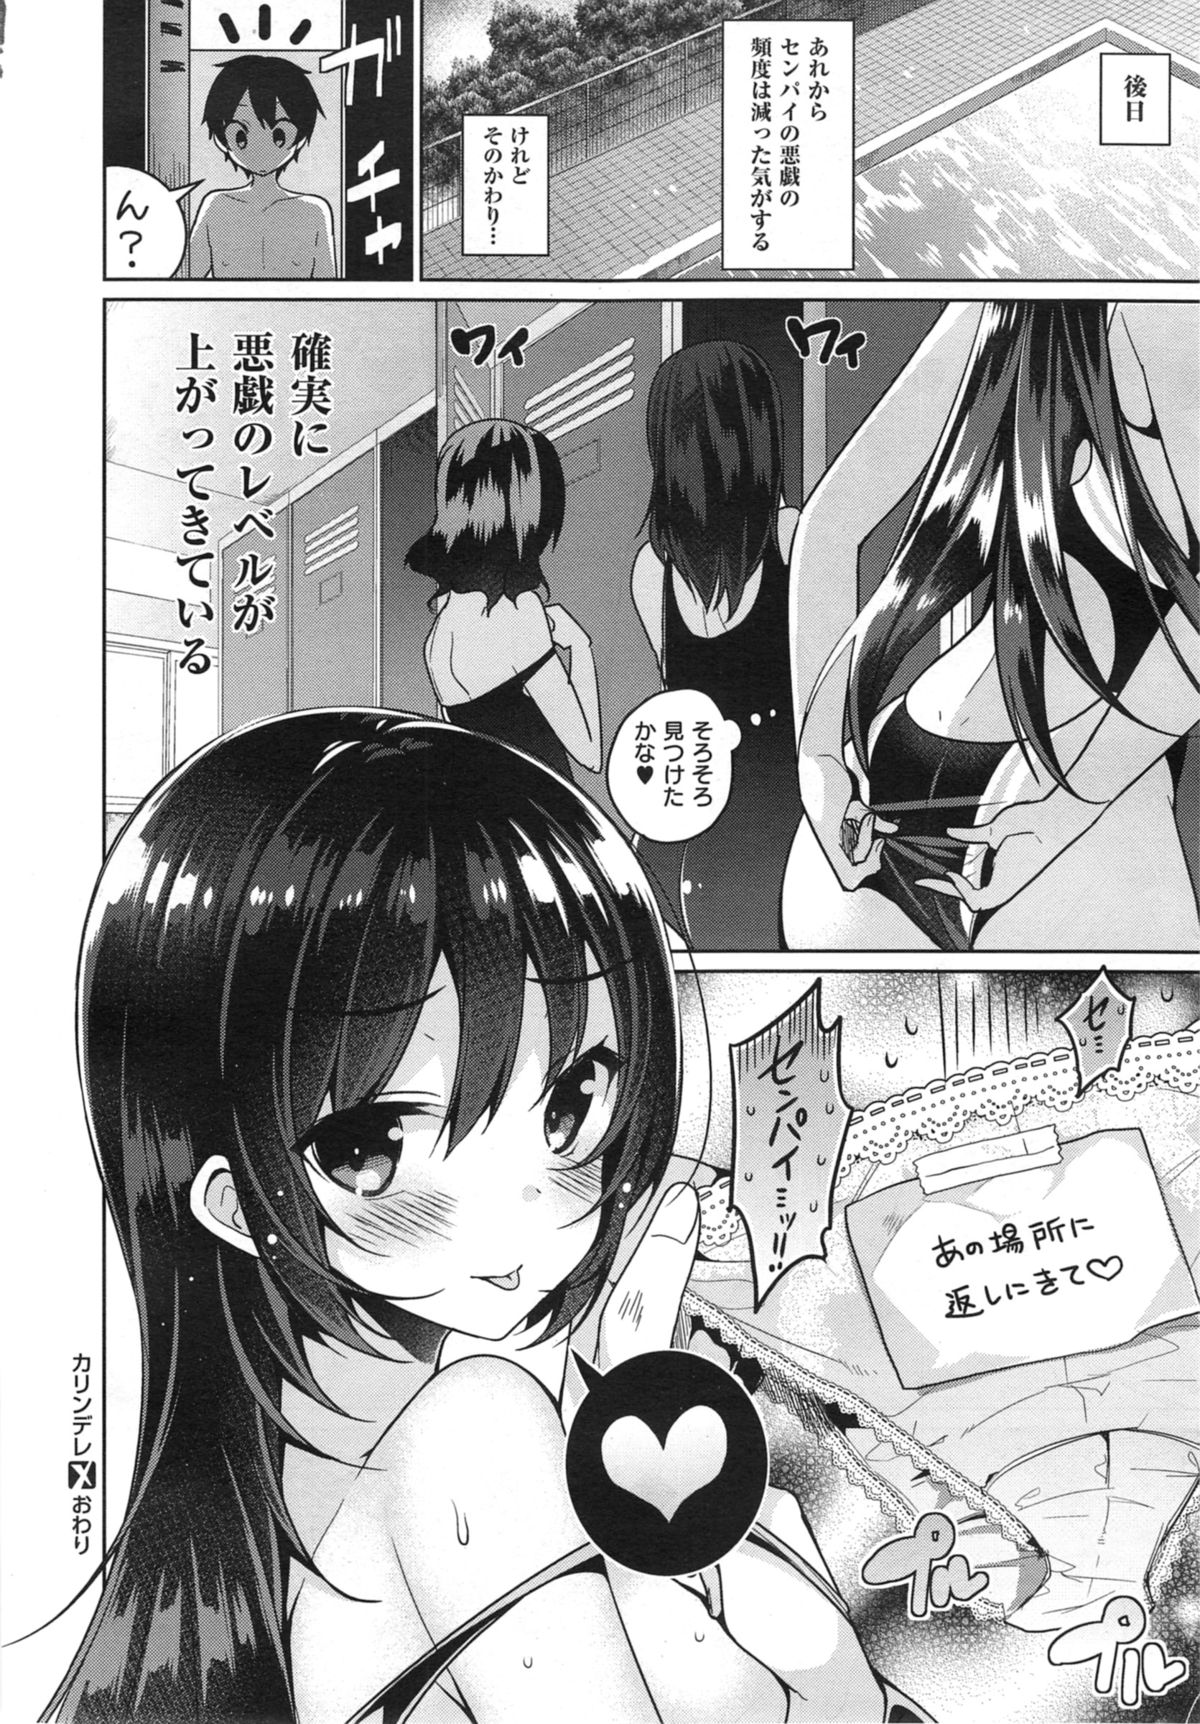 後日
あれから
センパイの悪戯の
頻度は減った気がする
けれど
そのかわり…
ガチャ
ん?
ワイ
ワイ
そろそろ
見つけた
かな♥
確実に
悪戯のレベルが
上がってきている
セ…
センパイ…ッ!!
あの場所に
返しにきて♡
プル
プル
カリンデレX おわり